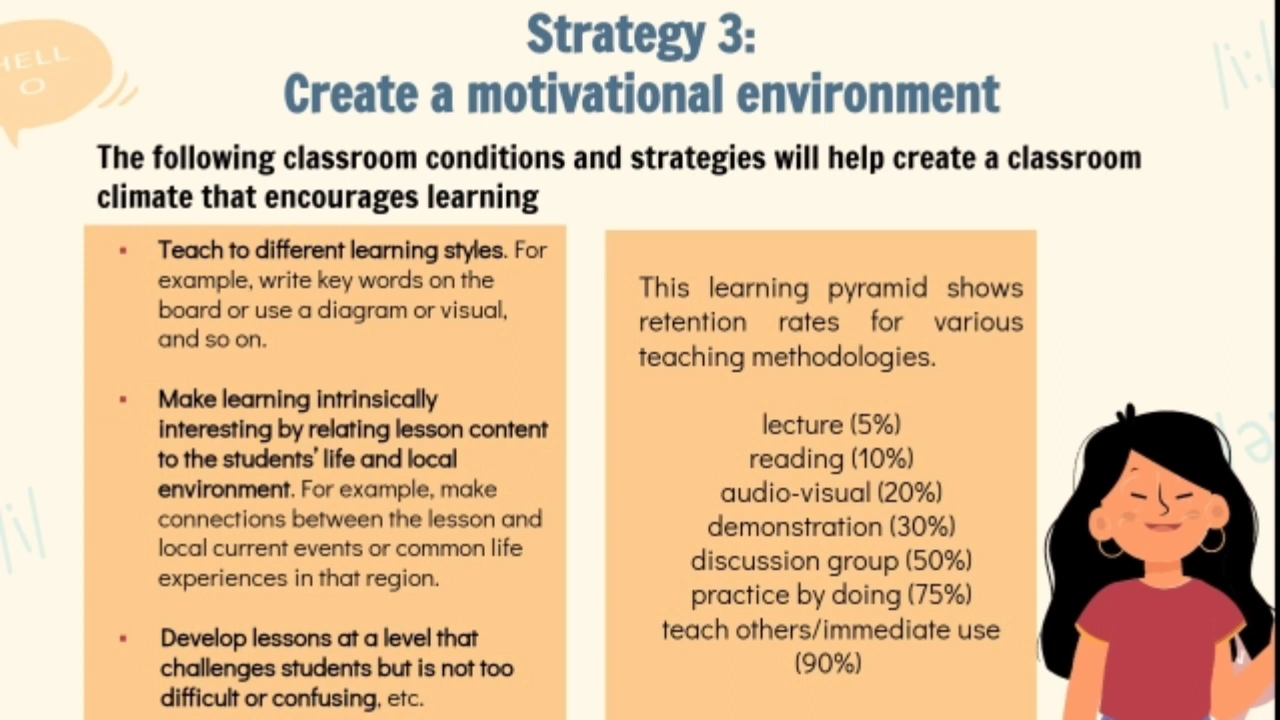 HELL
O
Strategy 3:
Create a motivational environment
The following classroom conditions and strategies will help create a classroom
climate that encourages learning
▪ Teach to different learning styles. For
example, write key words on the
board or use a diagram or visual,
and so on.
▪ Make learning intrinsically
interesting by relating lesson content
to the students’ life and local
environment. For example, make
connections between the lesson and
local current events or common life
experiences in that region.
▪ Develop lessons at a level that
challenges students but is not too
difficult or confusing, etc.
This learning pyramid shows
retention rates for various
teaching methodologies.
lecture (5%)
reading (10%)
audio-visual (20%)
demonstration (30%)
discussion group (50%)
practice by doing (75%)
teach others/immediate use
(90%)
/i/